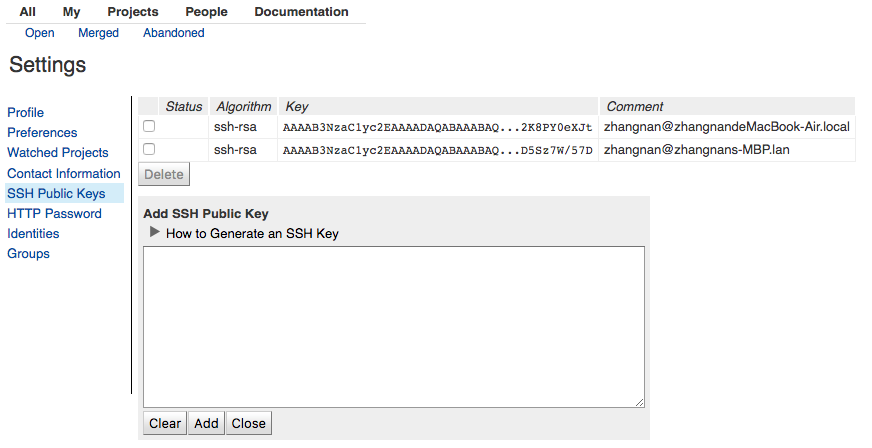 All My Projects People Documentation
Open Merged Abandoned
Settings
Profile
Preferences
Watched Projects
Contact Information
SSH Public Keys
HTTP Password
Identities
Groups
Status Algorithm Key Comment
ssh-rsa AAAAB3NzaC1yc2EAAAADAQABAAABAQ...2K8PY0eXJt zhangnan@zhangnandeMacBook-Air.local
ssh-rsa AAAAB3NzaC1yc2EAAAADAQABAAABAQ...D5Sz7W/57D zhangnan@zhangnans-MBP.lan
Delete
Add SSH Public Key
How to Generate an SSH Key
Clear Add Close